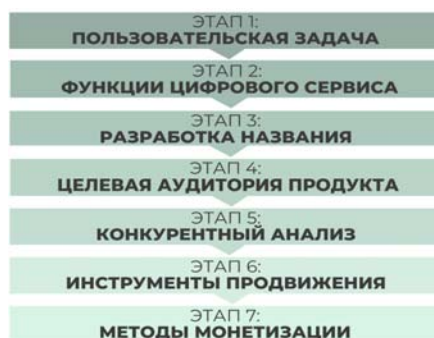 ЭТАП 1:
ПОЛЬЗОВАТЕЛЬСКАЯ ЗАДАЧА
ЭТАП 2:
ФУНКЦИИ ЦИФРОВОГО СЕРВИСА
ЭТАП 3:
РАЗРАБОТКА НАЗВАНИЯ
ЭТАП 4:
ЦЕЛЕВАЯ АУДИТОРИЯ ПРОДУКТА
ЭТАП 5:
КОНКУРЕНТНЫЙ АНАЛИЗ
ЭТАП 6:
ИНСТРУМЕНТЫ ПРОДВИЖЕНИЯ
ЭТАП 7:
МЕТОДЫ МОНЕТИЗАЦИИ